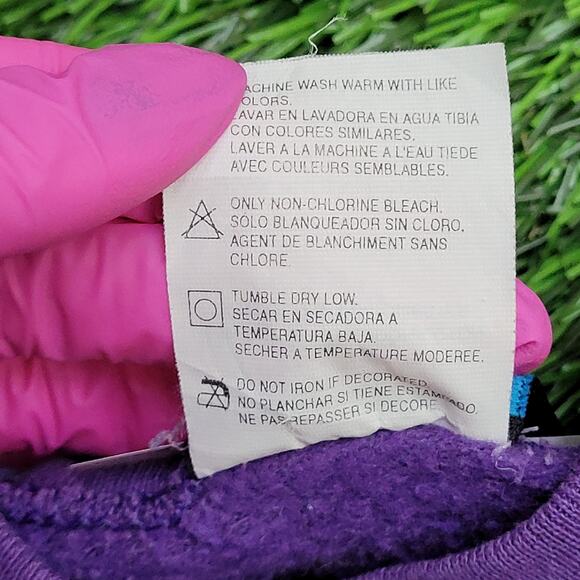 MACHINE WASH WARM WITH LIKE
COLORS.
LAVAR EN LAVADORA EN AGUA TIBIA
CON COLORES SIMILARES.
LAVER A LA MACHINE A L'EAU TIEDE
AVEC COULEURS SEMBLABLES.
ONLY NON-CHLORINE BLEACH.
SÓLO BLANQUEADOR SIN CLORO.
AGENT DE BLANCHIMENT SANS
CHLORE.
TUMBLE DRY LOW.
SECAR EN SECADORA A
TEMPERATURA BAJA.
SECHER A TEMPERATURE MODEREE.
DO NOT IRON IF DECORATED.
NO PLANCHAR SI TIENE ESTAMPADO.
NE PAS REPASSER SI DECORE